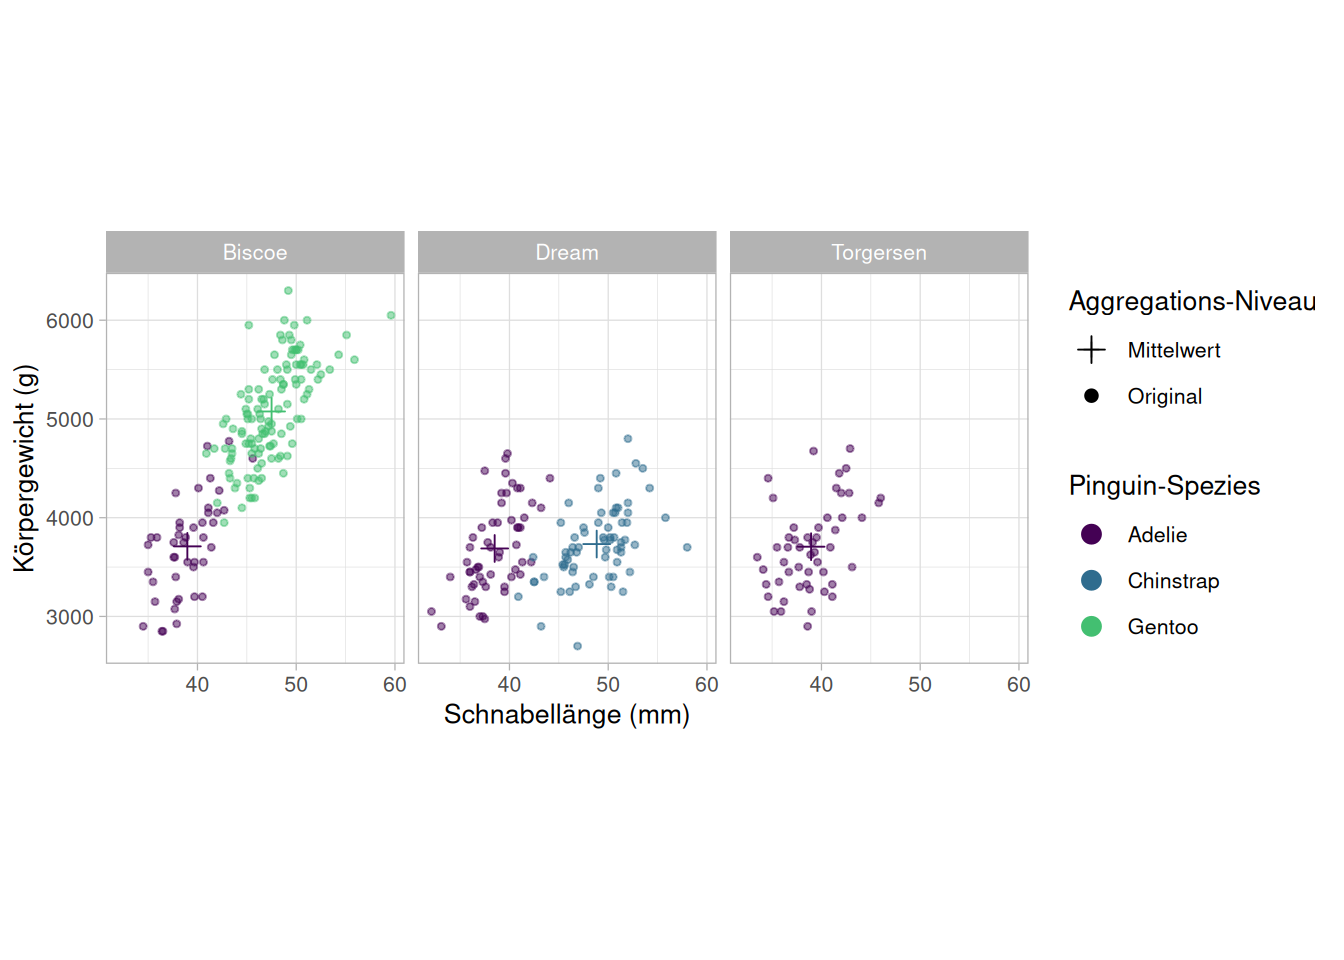 Biscoe
Dream
Torgersen
6000
5000
4000
3000
Körpergewicht (g)
40 50 60
40 50 60
40 50 60
Schnabellänge (mm)
Aggregations-Niveau
Mittelwert
Original
Pinguin-Spezies
Adelie
Chinstrap
Gentoo